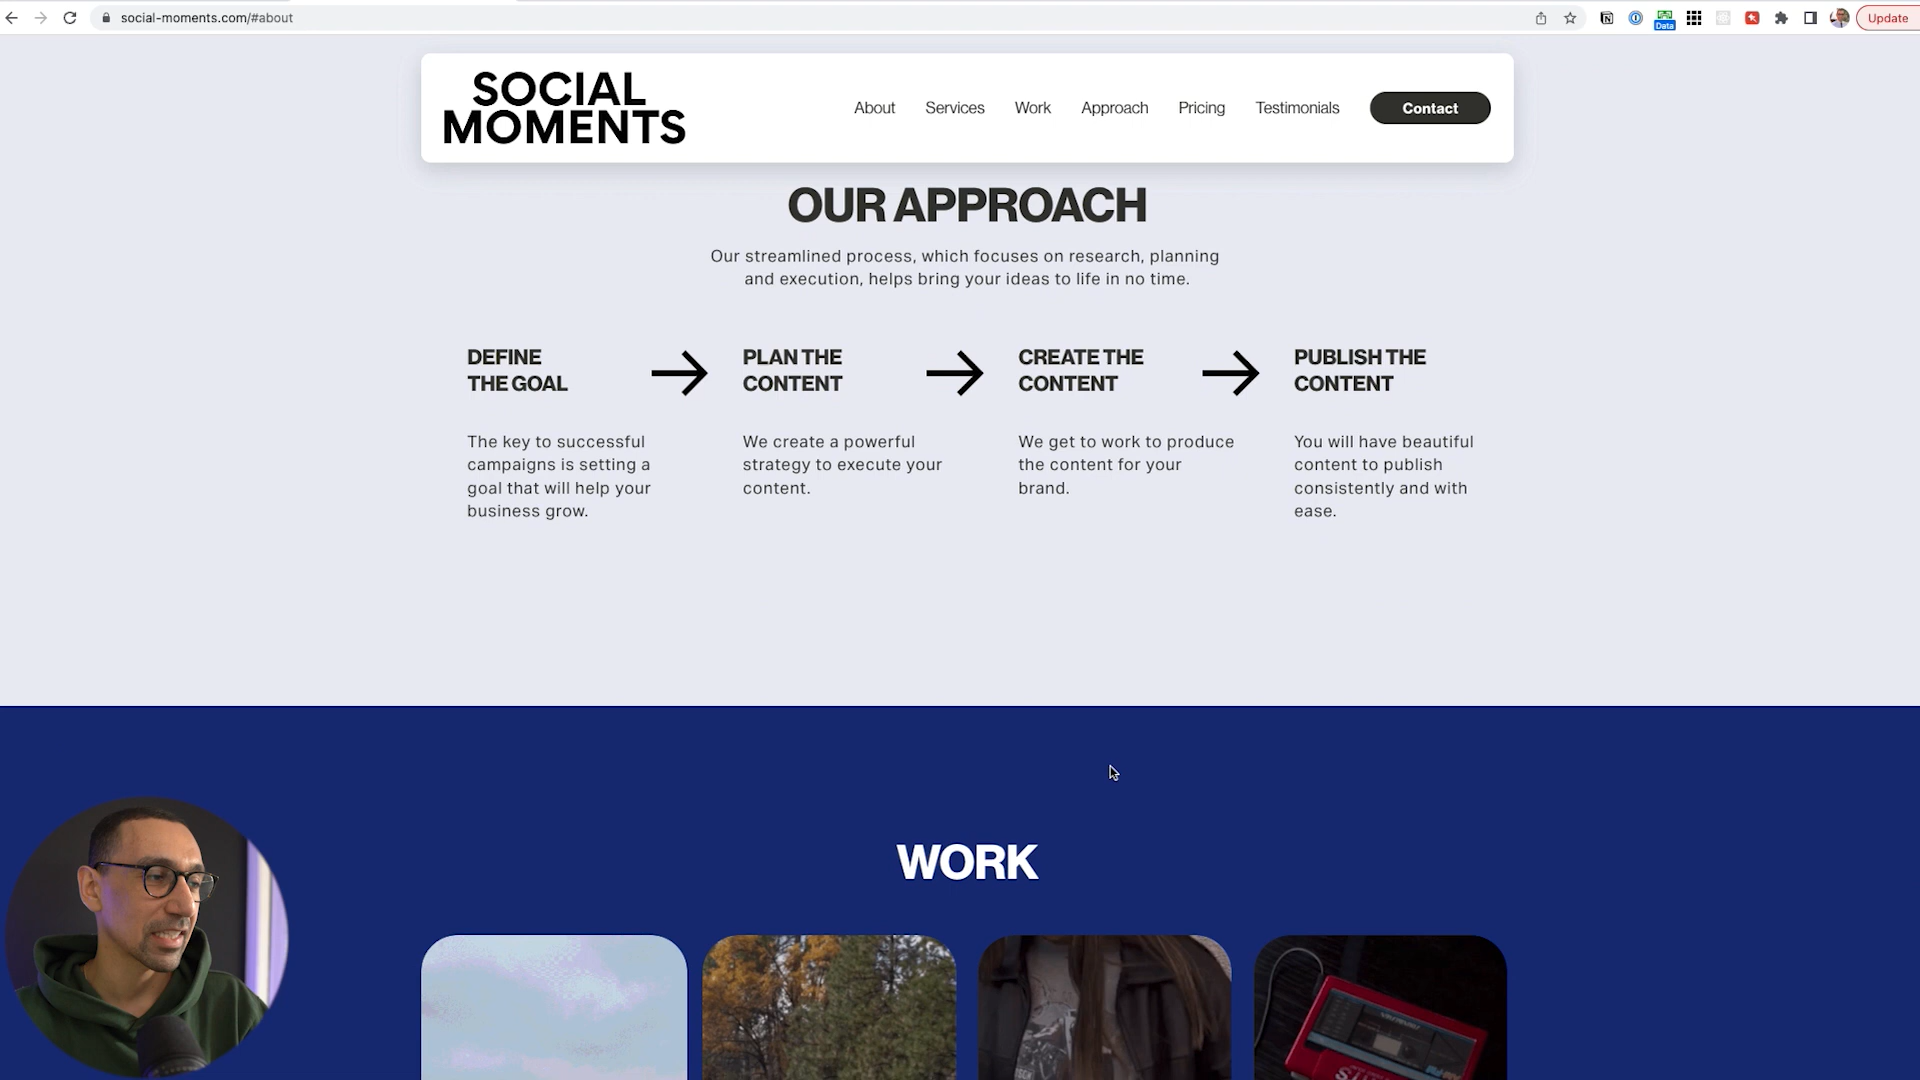 social-moments.com/#about
Data
Update
SOCIAL
MOMENTS
About
Services
Work
Approach
Pricing
Testimonials
Contact
OUR APPROACH
Our streamlined process, which focuses on research, planning
and execution, helps bring your ideas to life in no time.
DEFINE
THE GOAL
The key to successful
campaigns is setting a
goal that will help your
business grow.
PLAN THE
CONTENT
We create a powerful
strategy to execute your
content.
CREATE THE
CONTENT
We get to work to produce
the content for your
brand.
PUBLISH THE
CONTENT
You will have beautiful
content to publish
consistently and with
ease.
WORK